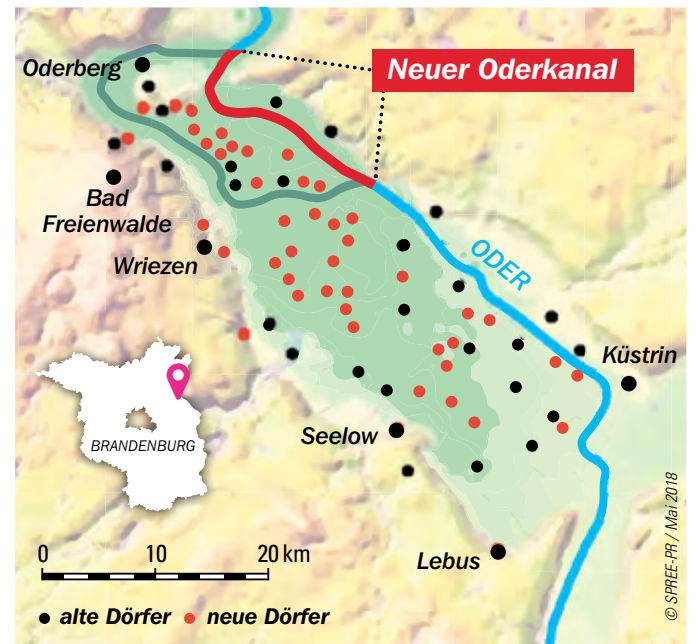 Oderberg
Neuer Oderkanal
Bad
Freienwalde
Wriezen
ODER
Küstrin
BRANDENBURG
Seelow
Lebus
0 10 20 km
alte Dörfer neue Dörfer
© SPREE-PR / Mai 2018